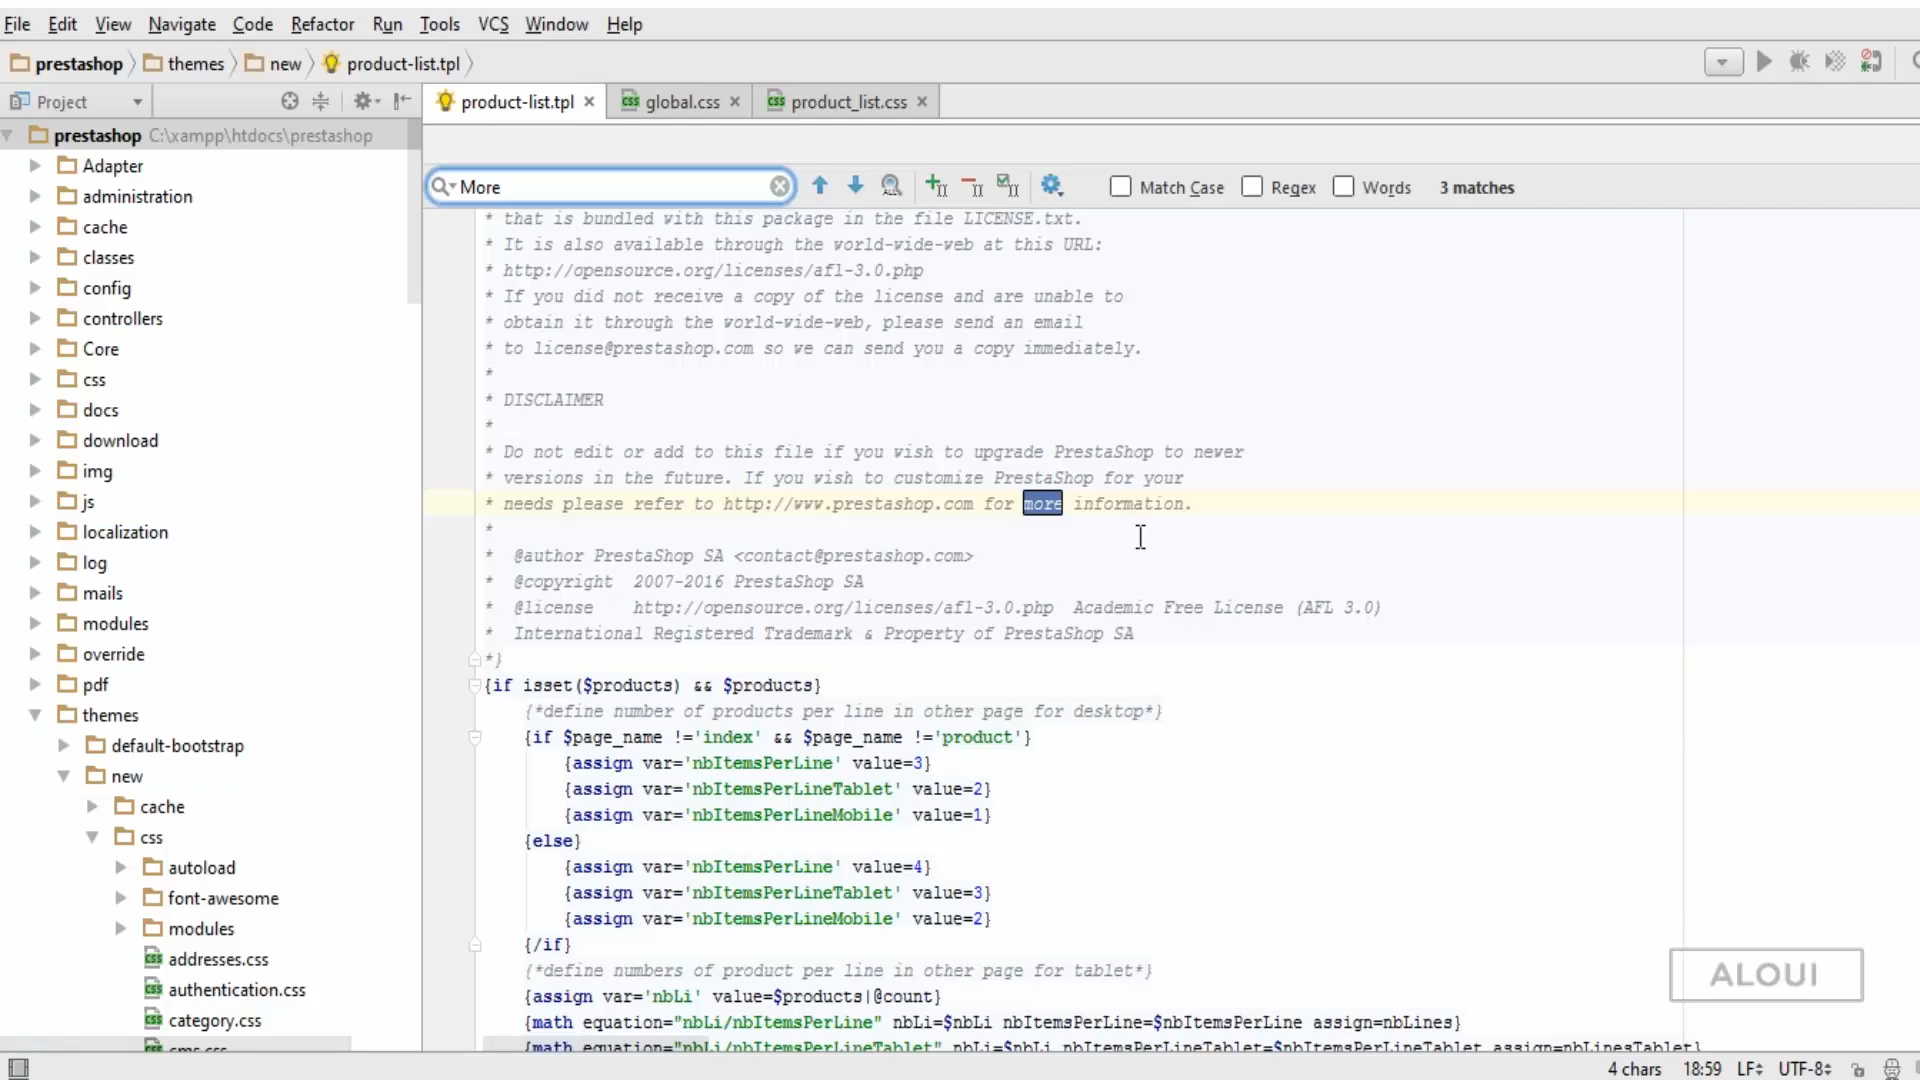 File Edit View Navigate Code Refactor Run Tools VCS Window Help
prestashop themes new product-list.tpl
Project
product-list.tpl global.css product_list.css
prestashop C:\xampp\htdocs\prestashop
Adapter
administration
cache
classes
config
controllers
Core
css
docs
download
img
js
localization
log
mails
modules
override
pdf
themes
default-bootstrap
new
cache
css
autoload
font-awesome
modules
addresses.css
authentication.css
category.css
cms.css
More
Match Case Regex Words 3 matches
* that is bundled with this package in the file LICENSE.txt.
* It is also available through the world-wide-web at this URL:
* http://opensource.org/licenses/afl-3.0.php
* If you did not receive a copy of the license and are unable to
* obtain it through the world-wide-web, please send an email
* to license@prestashop.com so we can send you a copy immediately.
*
* DISCLAIMER
*
* Do not edit or add to this file if you wish to upgrade PrestaShop to newer
* versions in the future. If you wish to customize PrestaShop for your
* needs please refer to http://www.prestashop.com for more information.
*
*  @author PrestaShop SA <contact@prestashop.com>
*  @copyright  2007-2016 PrestaShop SA
*  @license    http://opensource.org/licenses/afl-3.0.php  Academic Free License (AFL 3.0)
*  International Registered Trademark & Property of PrestaShop SA
*}
{if isset($products) && $products}
{*define number of products per line in other page for desktop*}
{if $page_name !='index' && $page_name !='product'}
{assign var='nbItemsPerLine' value=3}
{assign var='nbItemsPerLineTablet' value=2}
{assign var='nbItemsPerLineMobile' value=1}
{else}
{assign var='nbItemsPerLine' value=4}
{assign var='nbItemsPerLineTablet' value=3}
{assign var='nbItemsPerLineMobile' value=2}
{/if}
{*define numbers of product per line in other page for tablet*}
{assign var='nbLi' value=$products|@count}
{math equation="nbLi/nbItemsPerLine" nbLi=$nbLi nbItemsPerLine=$nbItemsPerLine assign=nbLines}
{math equation="nbLi/nbItemsPerLineTablet" nbLi=$nbLi nbItemsPerLineTablet=$nbItemsPerLineTablet assign=nbLinesTablet}
ALOUI
4 chars 18:59 LF UTF-8